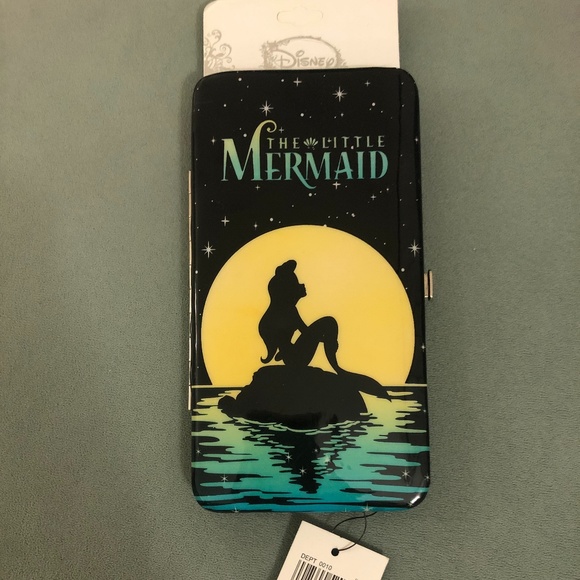 Disney
THE LITTLE
MERMAID
DEPT 0010